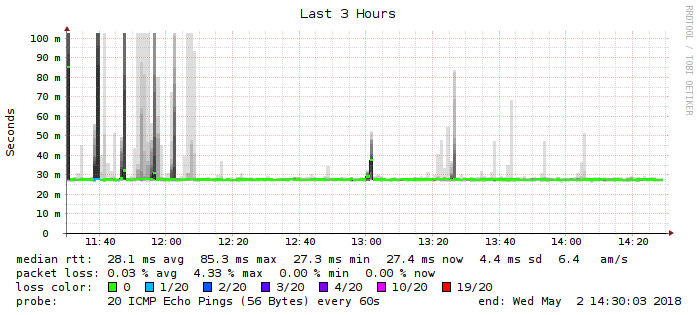 Last 3 Hours
RRDTOOL / TOBI OETIKER
Seconds
100 m
90 m
80 m
70 m
60 m
50 m
40 m
30 m
20 m
10 m
0
11:40 12:00 12:20 12:40 13:00 13:20 13:40 14:00 14:20
median rtt: 28.1 ms avg 85.3 ms max 27.3 ms min 27.4 ms now 4.4 ms sd 6.4 am/s
packet loss: 0.03 % avg 4.33 % max 0.00 % min 0.00 % now
loss color: 0 1/20 2/20 3/20 4/20 10/20 19/20
probe: 20 ICMP Echo Pings (56 Bytes) every 60s end: Wed May 2 14:30:03 2018